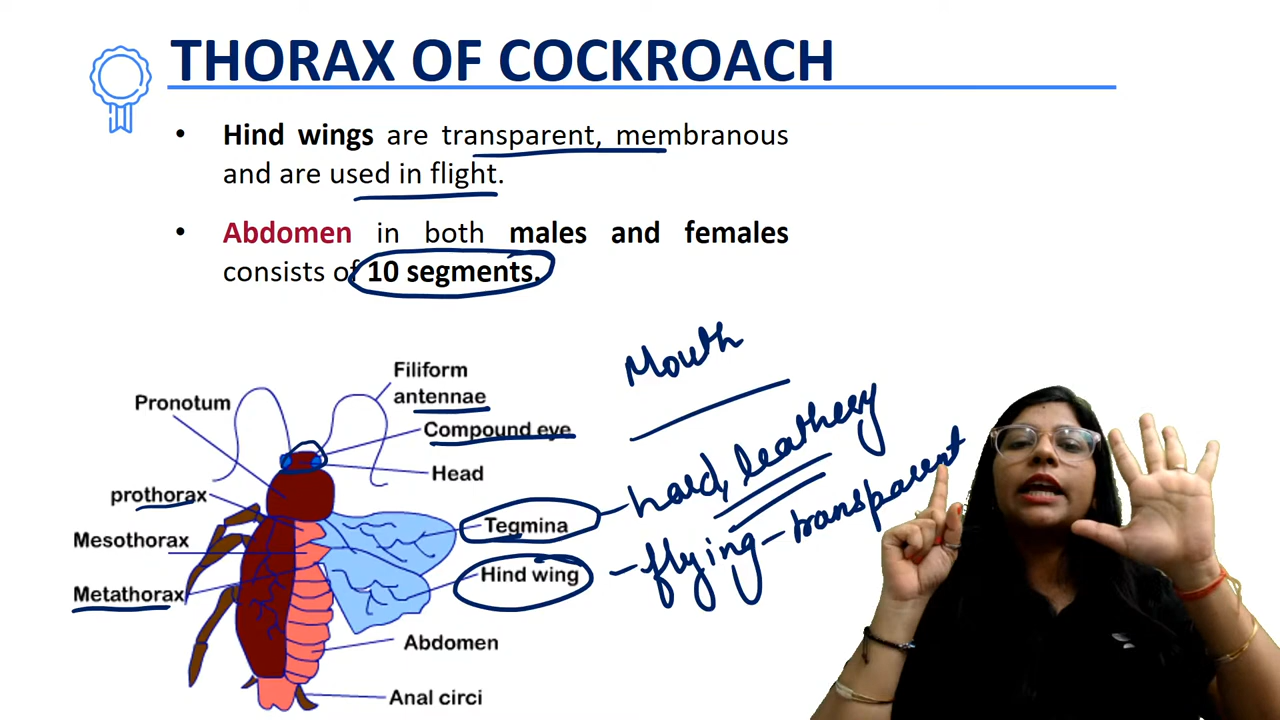 THORAX OF COCKROACH
• Hind wings are transparent, membranous
and are used in flight.
• Abdomen in both males and females
consists of 10 segments.
Mouth
Filiform
antennae
Pronotum
Compound eye
hard, leathery
Head
prothorax
Tegmina
Mesothorax
flying - transparent
Hind wing
Metathorax
Abdomen
Anal circi